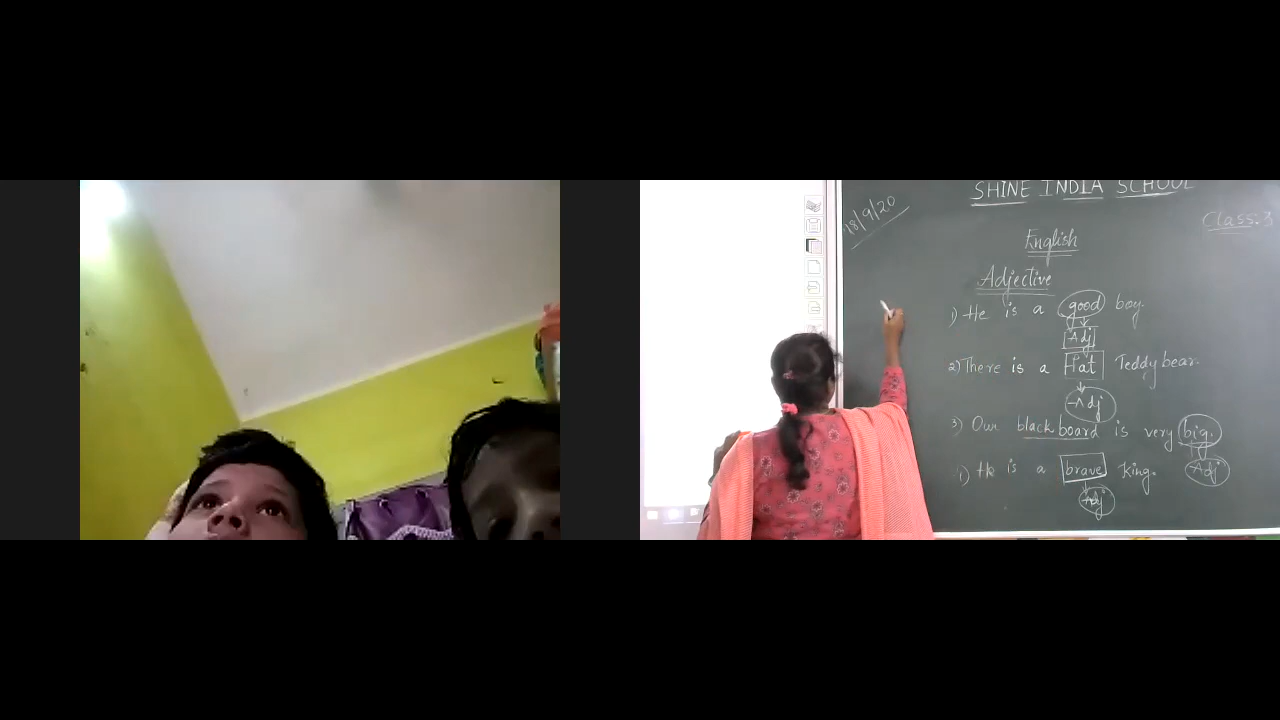 SHINE INDIA SCHOOL
18/9/20
Class:3
English
Adjective
1) He is a good boy.
Adj
2) There is a Fat Teddy bear.
Adj
3) Our blackboard is very big.
Adj
1) He is a brave King.
Adj